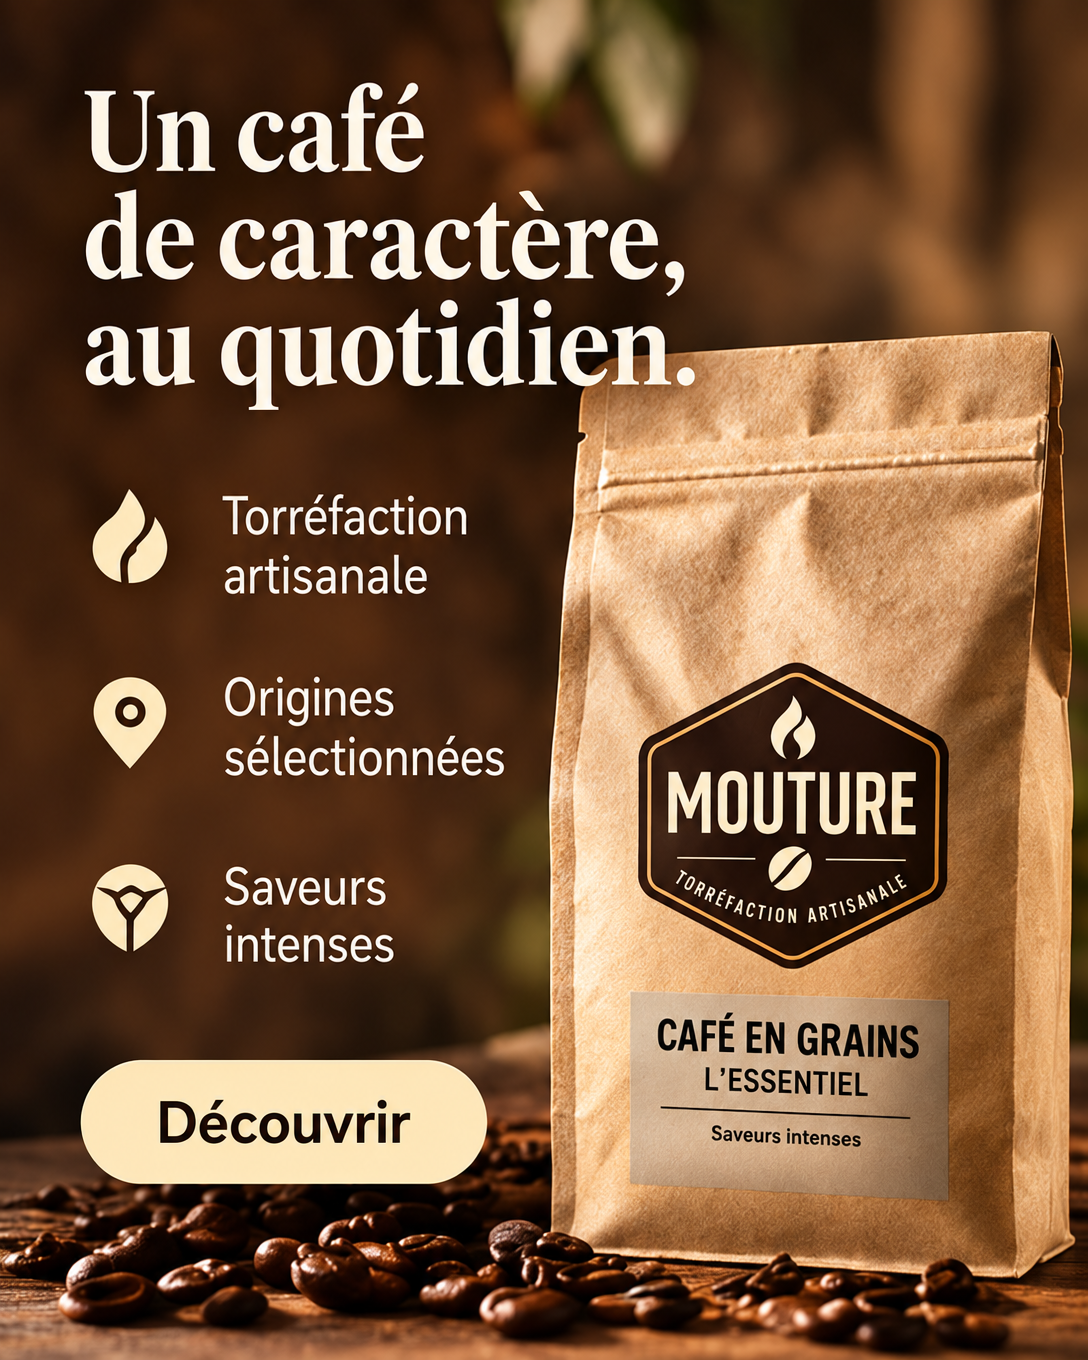 Un café
de caractère,
au quotidien.
Torréfaction
artisanale
Origines
sélectionnées
Saveurs
intenses
Découvrir
MOUTURE
TORRÉFACTION ARTISANALE
CAFÉ EN GRAINS
L'ESSENTIEL
Saveurs intenses